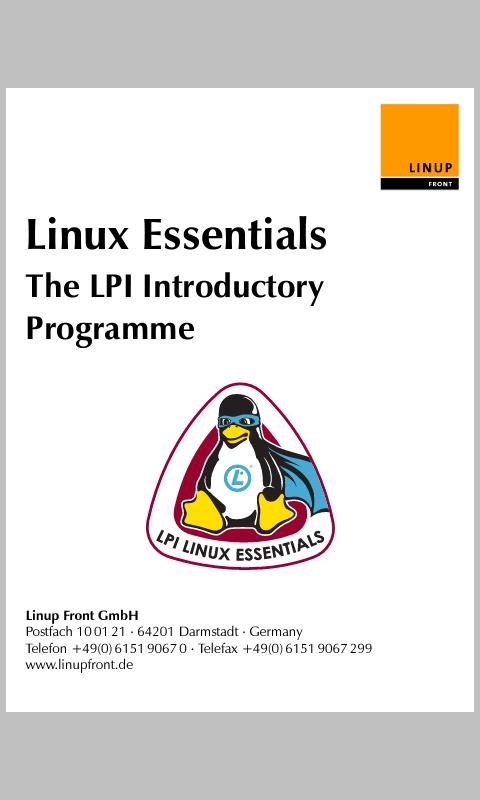 LINUP
FRONT
Linux Essentials
The LPI Introductory
Programme
L
LPI LINUX ESSENTIALS
Linup Front GmbH
Postfach 10 01 21 · 64201 Darmstadt · Germany
Telefon +49(0) 6151 9067 0 · Telefax +49(0) 6151 9067 299
www.linupfront.de